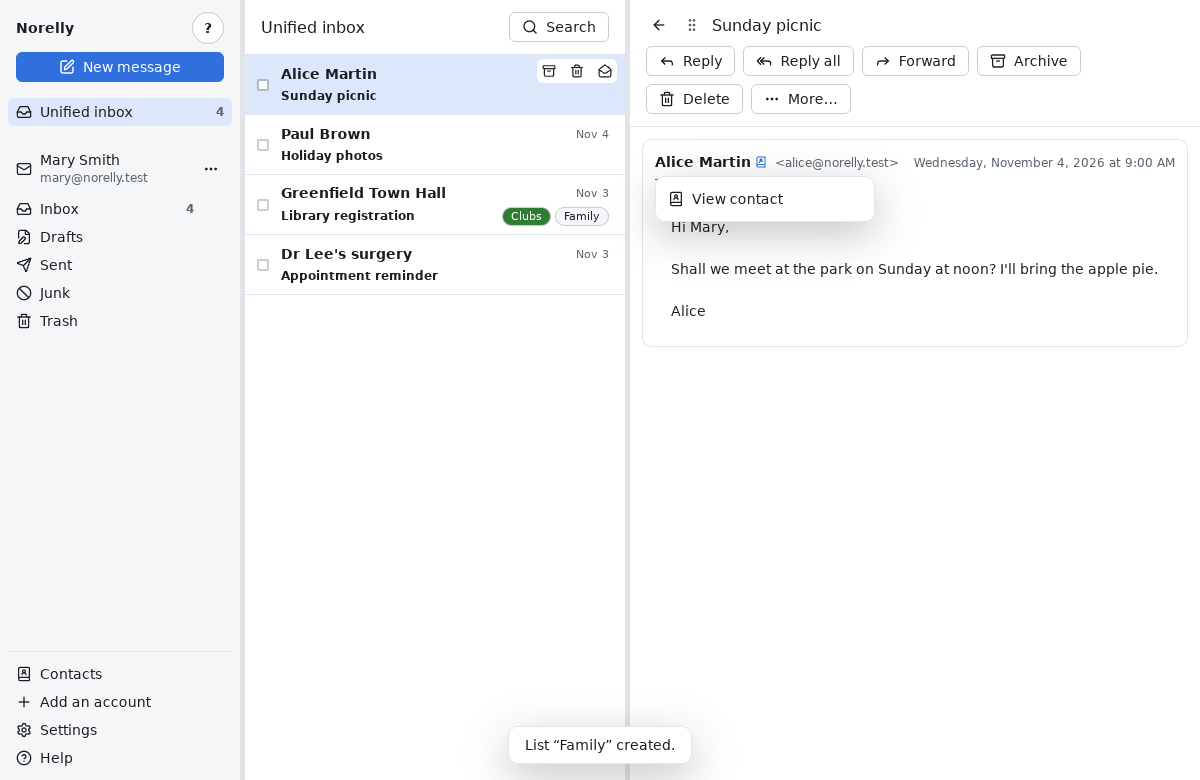 Norelly
?
New message
Unified inbox
4
Mary Smith
mary@norelly.test
Inbox
4
Drafts
Sent
Junk
Trash
Contacts
Add an account
Settings
Help
Unified inbox
Search
Alice Martin
Sunday picnic
Paul Brown
Nov 4
Holiday photos
Greenfield Town Hall
Nov 3
Library registration
Clubs
Family
Dr Lee's surgery
Nov 3
Appointment reminder
Sunday picnic
Reply
Reply all
Forward
Archive
Delete
More...
Alice Martin
<alice@norelly.test>
Wednesday, November 4, 2026 at 9:00 AM
View contact
Hi Mary,
Shall we meet at the park on Sunday at noon? I'll bring the apple pie.
Alice
List “Family” created.